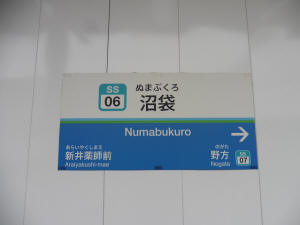 SS
06
ぬまぶくろ
沼袋
Numabukuro
あらいやくしまえ
新井薬師前
Araiyakushi-mae
のがた
野方
Nogata
SS
07